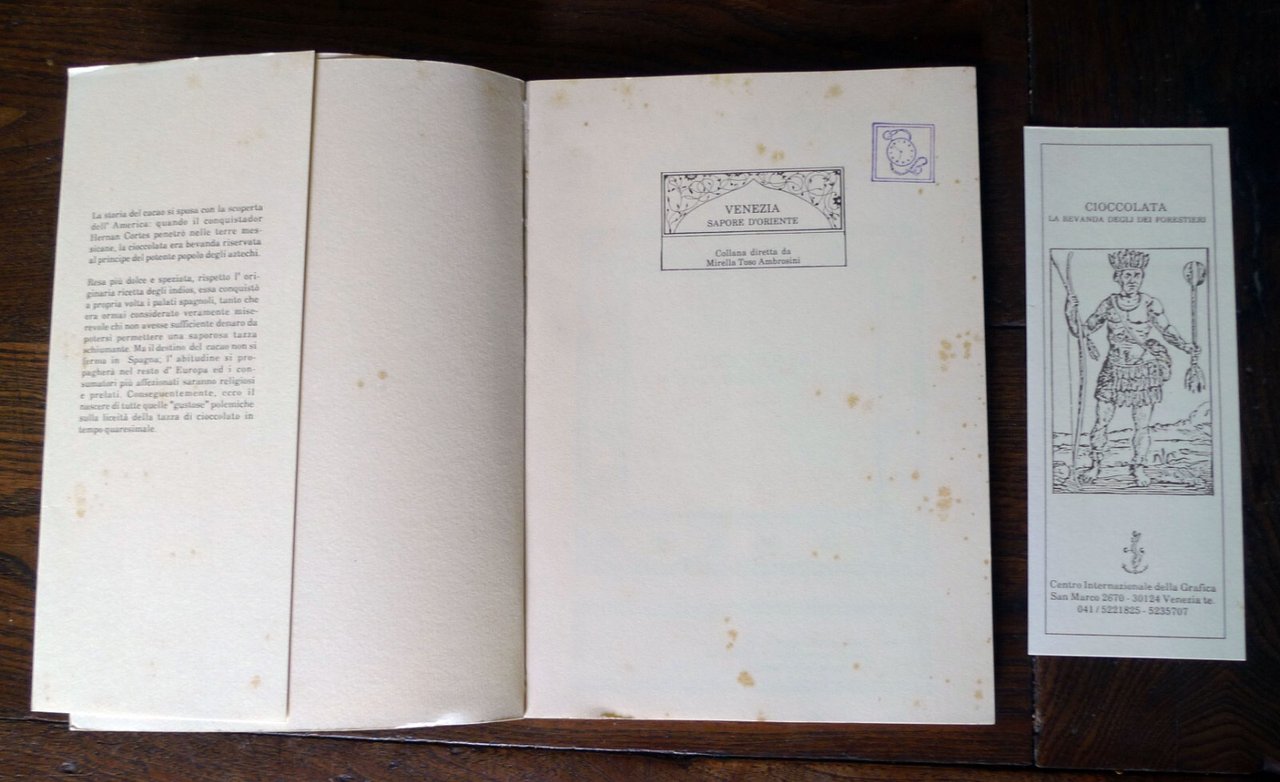 La storia del cacao si sposa con la scoperta
dell' America: quando il conquistador
Hernan Cortes penetrò nelle terre mes-
sicane, la cioccolata era bevanda riservata
al principe del potente popolo degli aztechi.
Resa più dolce e speziata, rispetto l' ori-
ginaria ricetta degli indios, essa conquistò
a propria volta i palati spagnoli, tanto che
era ormai considerato veramente mise-
revole chi non avesse sufficiente denaro da
potersi permettere una saporosa tazza
schiumante. Ma il destino del cacao non si
ferma in Spagna; l' abitudine si pro-
pagherà nel resto d' Europa ed i con-
sumatori più affezionati saranno religiosi
e prelati. Conseguentemente, ecco il
nascere di tutte quelle "gustose" polemiche
sulla liceità della tazza di cioccolato in
tempo quaresimale.
VENEZIA
SAPORE D'ORIENTE
Collana diretta da
Mirella Toso Ambrosini
CIOCCOLATA
LA BEVANDA DEGLI DEI FORESTIERI
Centro Internazionale della Grafica
San Marco 2670 - 30124 Venezia te.
041 / 5221825 - 5235707